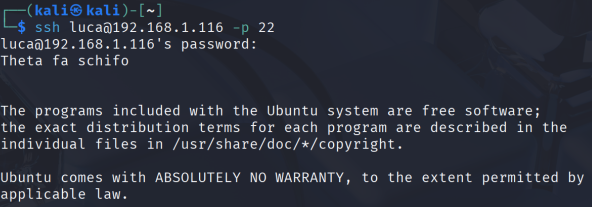 ┌──(kali㉿kali)-[~]
└─$ ssh luca@192.168.1.116 -p 22
luca@192.168.1.116's password:
Theta fa schifo
The programs included with the Ubuntu system are free software;
the exact distribution terms for each program are described in the
individual files in /usr/share/doc/*/copyright.
Ubuntu comes with ABSOLUTELY NO WARRANTY, to the extent permitted by
applicable law.